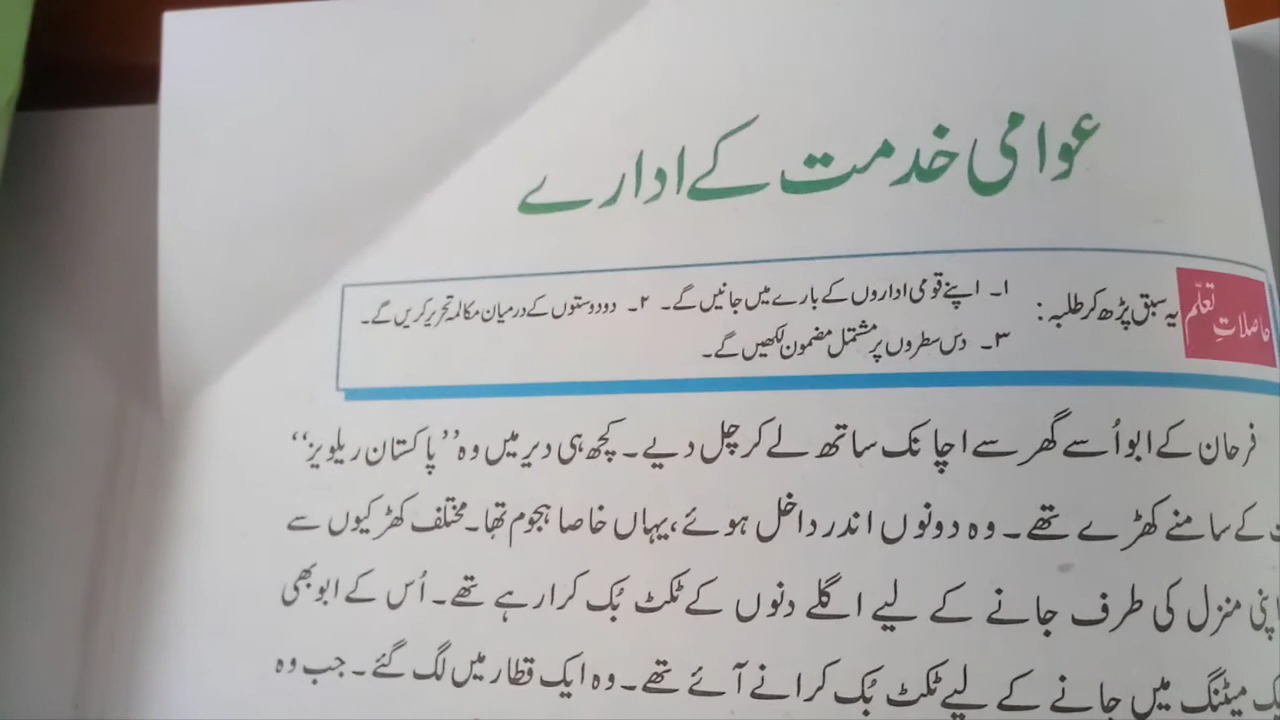 عوامی خدمت کے ادارے
حاصلاتِ تعلّم
یہ سبق پڑھ کر طلبہ:
۱۔ اپنے قومی اداروں کے بارے میں جانیں گے۔ ۲۔ دو دوستوں کے درمیان مکالمہ تحریر کریں گے۔
۳۔ دس سطروں پر مشتمل مضمون لکھیں گے۔
فرحان کے ابو اُسے گھر سے اچانک ساتھ لے کر چل دیے۔ کچھ ہی دیر میں وہ ”پاکستان ریلویز“
کے سامنے کھڑے تھے۔ وہ دونوں اندر داخل ہوئے، یہاں خاصا ہجوم تھا۔ مختلف کھڑکیوں سے
اپنی منزل کی طرف جانے کے لیے اگلے دنوں کے ٹکٹ بُک کرا رہے تھے۔ اُس کے ابو بھی
میٹنگ میں جانے کے لیے ٹکٹ بُک کرانے آئے تھے۔ وہ ایک قطار میں لگ گئے۔ جب وہ